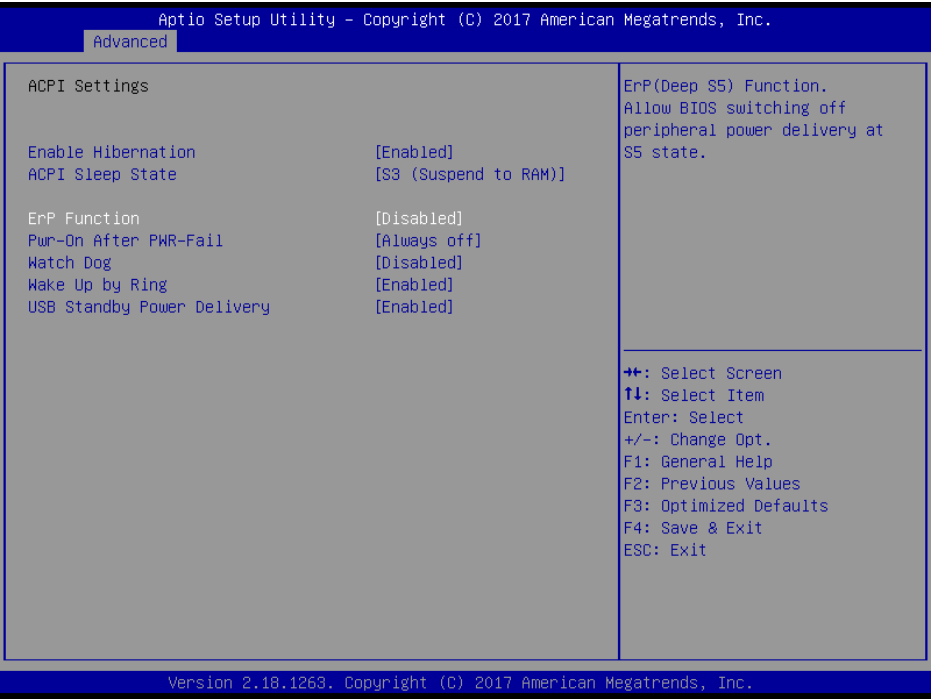 Aptio Setup Utility – Copyright (C) 2017 American Megatrends, Inc.
Advanced
ACPI Settings
Enable Hibernation [Enabled]
ACPI Sleep State [S3 (Suspend to RAM)]
ErP Function [Disabled]
Pwr-On After PWR-Fail [Always off]
Watch Dog [Disabled]
Wake Up by Ring [Enabled]
USB Standby Power Delivery [Enabled]
ErP(Deep S5) Function.
Allow BIOS switching off
peripheral power delivery at
S5 state.
→←: Select Screen
↑↓: Select Item
Enter: Select
+/-: Change Opt.
F1: General Help
F2: Previous Values
F3: Optimized Defaults
F4: Save & Exit
ESC: Exit
Version 2.18.1263. Copyright (C) 2017 American Megatrends, Inc.